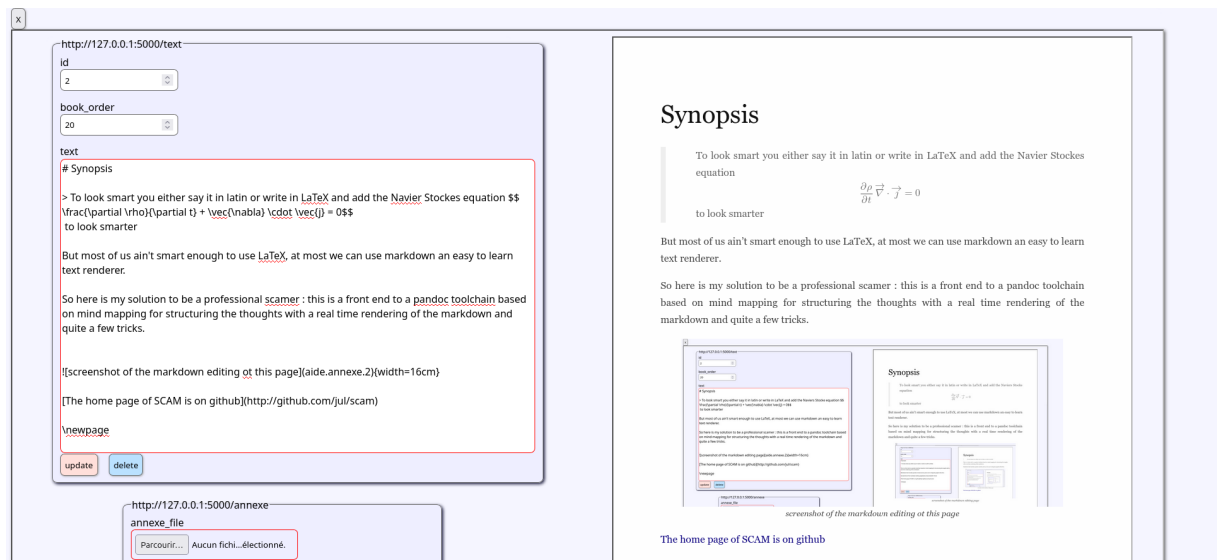 x
http://127.0.0.1:5000/text
id
2
book_order
20
text
# Synopsis
> To look smart you either say it in latin or write in LaTeX and add the Navier Stockes equation $$
\frac{\partial \rho}{\partial t} + \vec{\nabla} \cdot \vec{j} = 0$$
to look smarter
But most of us ain't smart enough to use LaTeX, at most we can use markdown an easy to learn
text renderer.
So here is my solution to be a professional scamer : this is a front end to a pandoc toolchain based
on mind mapping for structuring the thoughts with a real time rendering of the markdown and
quite a few tricks.
![screenshot of the markdown editing ot this page](aide.annexe.2){width=16cm}
[The home page of SCAM is on github](http://github.com/jul/scam)
\newpage
update delete
http://127.0.0.1:5000/annexe
annexe_file
Parcourir... Aucun fichi...électionné.
Synopsis
To look smart you either say it in latin or write in LaTeX and add the Navier Stockes
equation
∂ρ/∂t ∇⃗ · j⃗ = 0
to look smarter
But most of us ain't smart enough to use LaTeX, at most we can use markdown an easy to learn
text renderer.
So here is my solution to be a professional scamer : this is a front end to a pandoc toolchain
based on mind mapping for structuring the thoughts with a real time rendering of the
markdown and quite a few tricks.
Synopsis
screenshot of the markdown editing ot this page
The home page of SCAM is on github